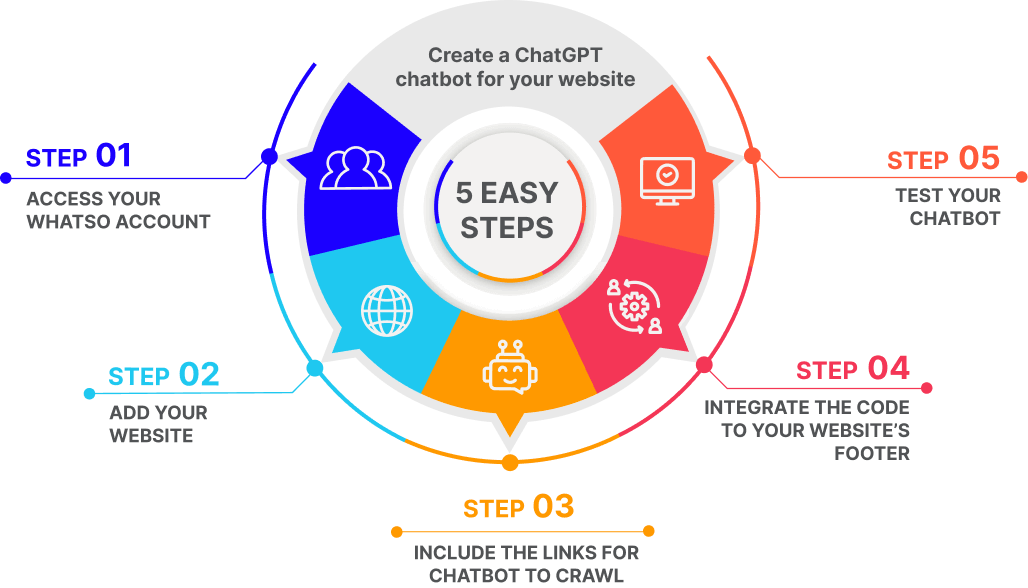 Create a ChatGPT
chatbot for your website
5 EASY
STEPS
STEP 01
ACCESS YOUR
WHATSO ACCOUNT
STEP 02
ADD YOUR
WEBSITE
STEP 03
INCLUDE THE LINKS FOR
CHATBOT TO CRAWL
STEP 04
INTEGRATE THE CODE
TO YOUR WEBSITE’S
FOOTER
STEP 05
TEST YOUR
CHATBOT